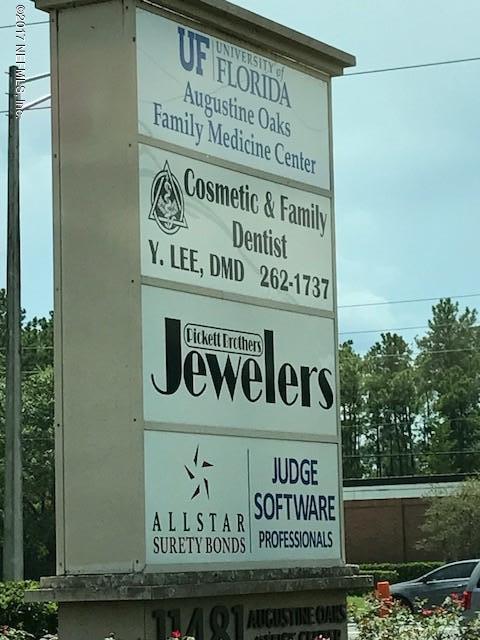 ©2017 NEFMLS, Inc.
UF UNIVERSITY of
FLORIDA
Augustine Oaks
Family Medicine Center
Cosmetic & Family
Dentist
Y. LEE, DMD 262-1737
Pickett Brothers
Jewelers
ALLSTAR
SURETY BONDS
JUDGE
SOFTWARE
PROFESSIONALS
11481 AUGUSTINE OAKS